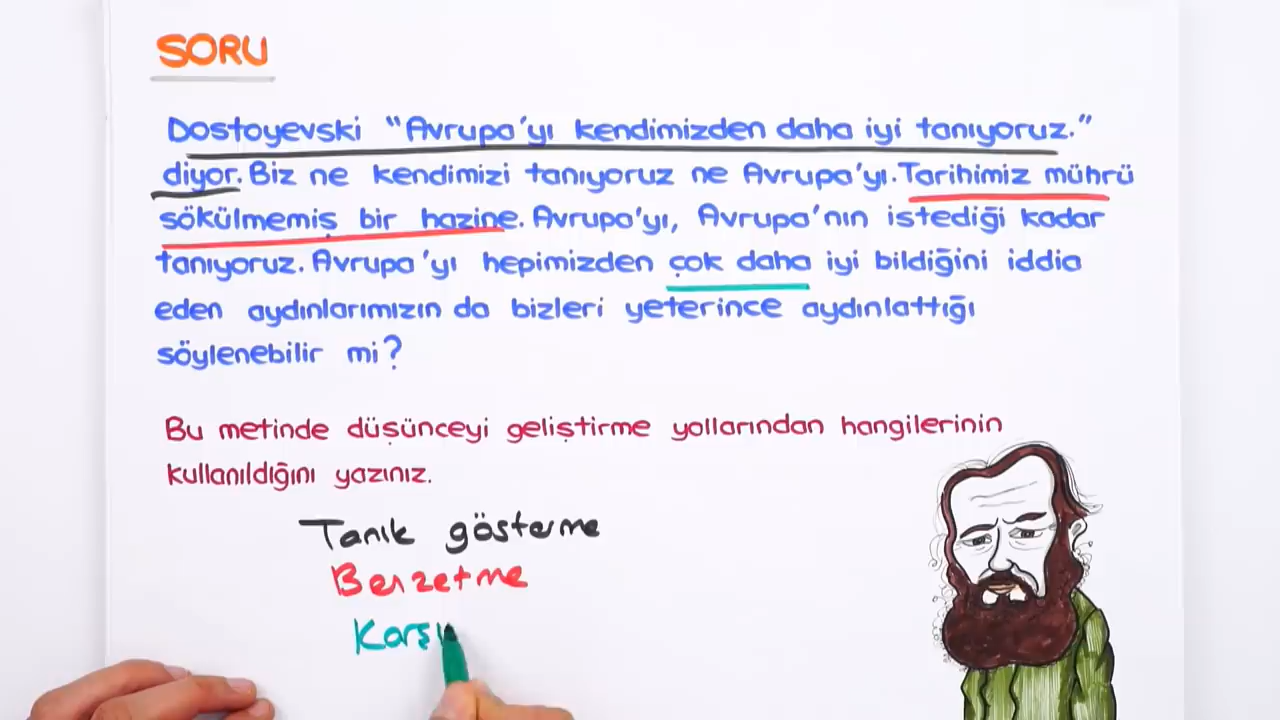 SORU
Dostoyevski "Avrupa'yı kendimizden daha iyi tanıyoruz."
diyor. Biz ne kendimizi tanıyoruz ne Avrupa'yı. Tarihimiz mührü
sökülmemiş bir hazine. Avrupa'yı, Avrupa'nın istediği kadar
tanıyoruz. Avrupa'yı hepimizden çok daha iyi bildiğini iddia
eden aydınlarımızın da bizleri yeterince aydınlattığı
söylenebilir mi?
Bu metinde düşünceyi geliştirme yollarından hangilerinin
kullanıldığını yazınız.
Tanık gösterme
Benzetme
Karşı